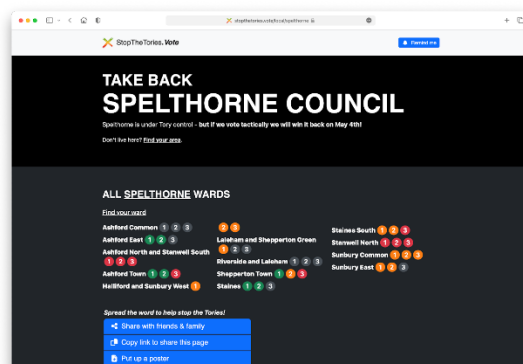 stopthetories.vote/local/spelthorne
StopTheTories.Vote
Remind me
TAKE BACK
SPELTHORNE COUNCIL
Spelthorne is under Tory control - but if we vote tactically we will win it back on May 4th!
Don't live here? Find your area.
ALL SPELTHORNE WARDS
Find your ward
Ashford Common 1 2 3
Ashford East 1 2 3
Ashford North and Stanwell South
1 2 3
Ashford Town 1 2 3
Halliford and Sunbury West 1
2 3
Laleham and Shepperton Green
1 2 3
Riverside and Laleham 1 2 3
Shepperton Town 1 2 3
Staines 1 2 3
Staines South 1 2 3
Stanwell North 1 2 3
Sunbury Common 1 2 3
Sunbury East 1 2 3
Spread the word to help stop the Tories!
Share with friends & family
Copy link to share this page
Put up a poster